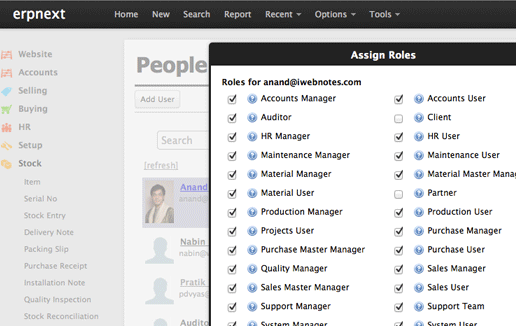 erpnext Home New Search Report Recent Options Tools
Website
Accounts
Selling
Buying
HR
Setup
Stock
Item
Serial No
Stock Entry
Delivery Note
Packing Slip
Purchase Receipt
Installation Note
Quality Inspection
Stock Reconciliation
People
Add User
Search
[refresh]
Anand
anand@
Nabin
nabin@
Pratik
pdvyas@
Audito
Assign Roles
Roles for anand@iwebnotes.com
Accounts Manager Accounts User
Auditor Client
HR Manager HR User
Maintenance Manager Maintenance User
Material Manager Material Master Mana
Material User Partner
Production Manager Production User
Projects User Purchase Manager
Purchase Master Manager Purchase User
Quality Manager Sales Manager
Sales Master Manager Sales User
Support Manager Support Team
System Manager